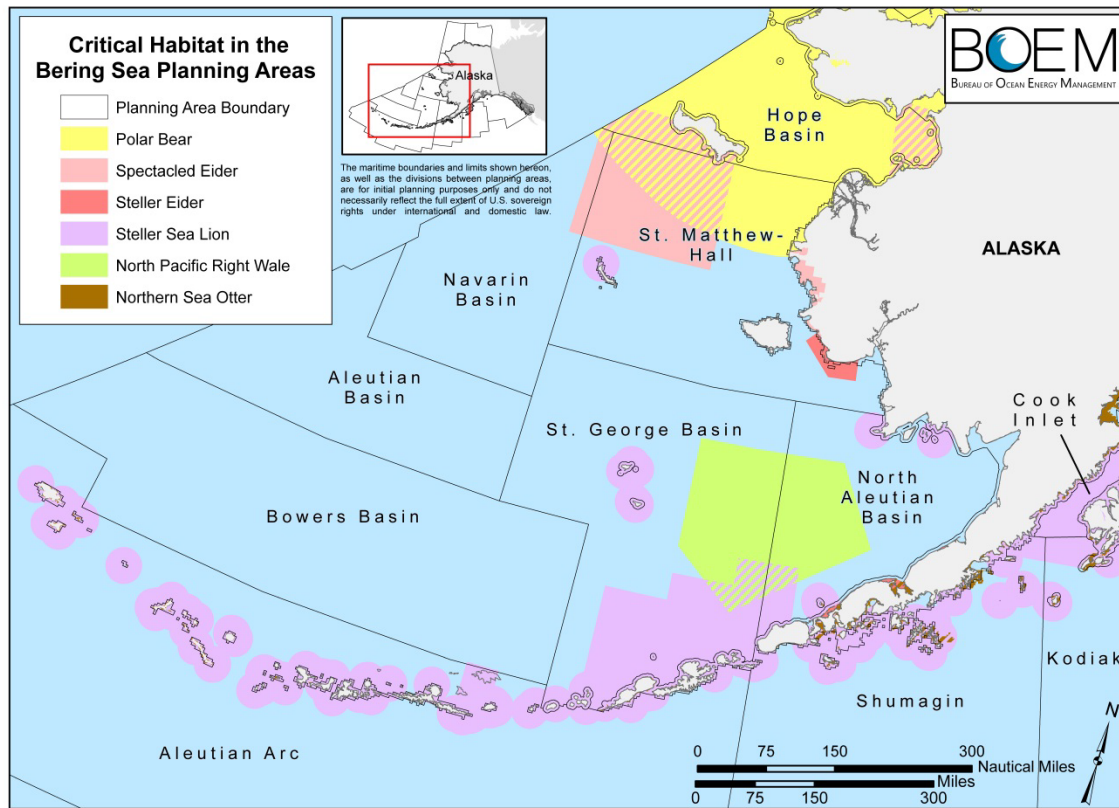 Critical Habitat in the
Bering Sea Planning Areas
Planning Area Boundary
Polar Bear
Spectacled Eider
Steller Eider
Steller Sea Lion
North Pacific Right Wale
Northern Sea Otter
Alaska
The maritime boundaries and limits shown hereon,
as well as the divisions between planning areas,
are for initial planning purposes only and do not
necessarily reflect the full extent of U.S. sovereign
rights under international and domestic law.
BOEM
BUREAU OF OCEAN ENERGY MANAGEMENT
Hope
Basin
St. Matthew-
Hall
ALASKA
Navarin
Basin
Aleutian
Basin
St. George Basin
Cook
Inlet
North
Aleutian
Basin
Bowers Basin
Kodiak
Shumagin
Aleutian Arc
N
0 75 150 300
Nautical Miles
Miles
0 75 150 300